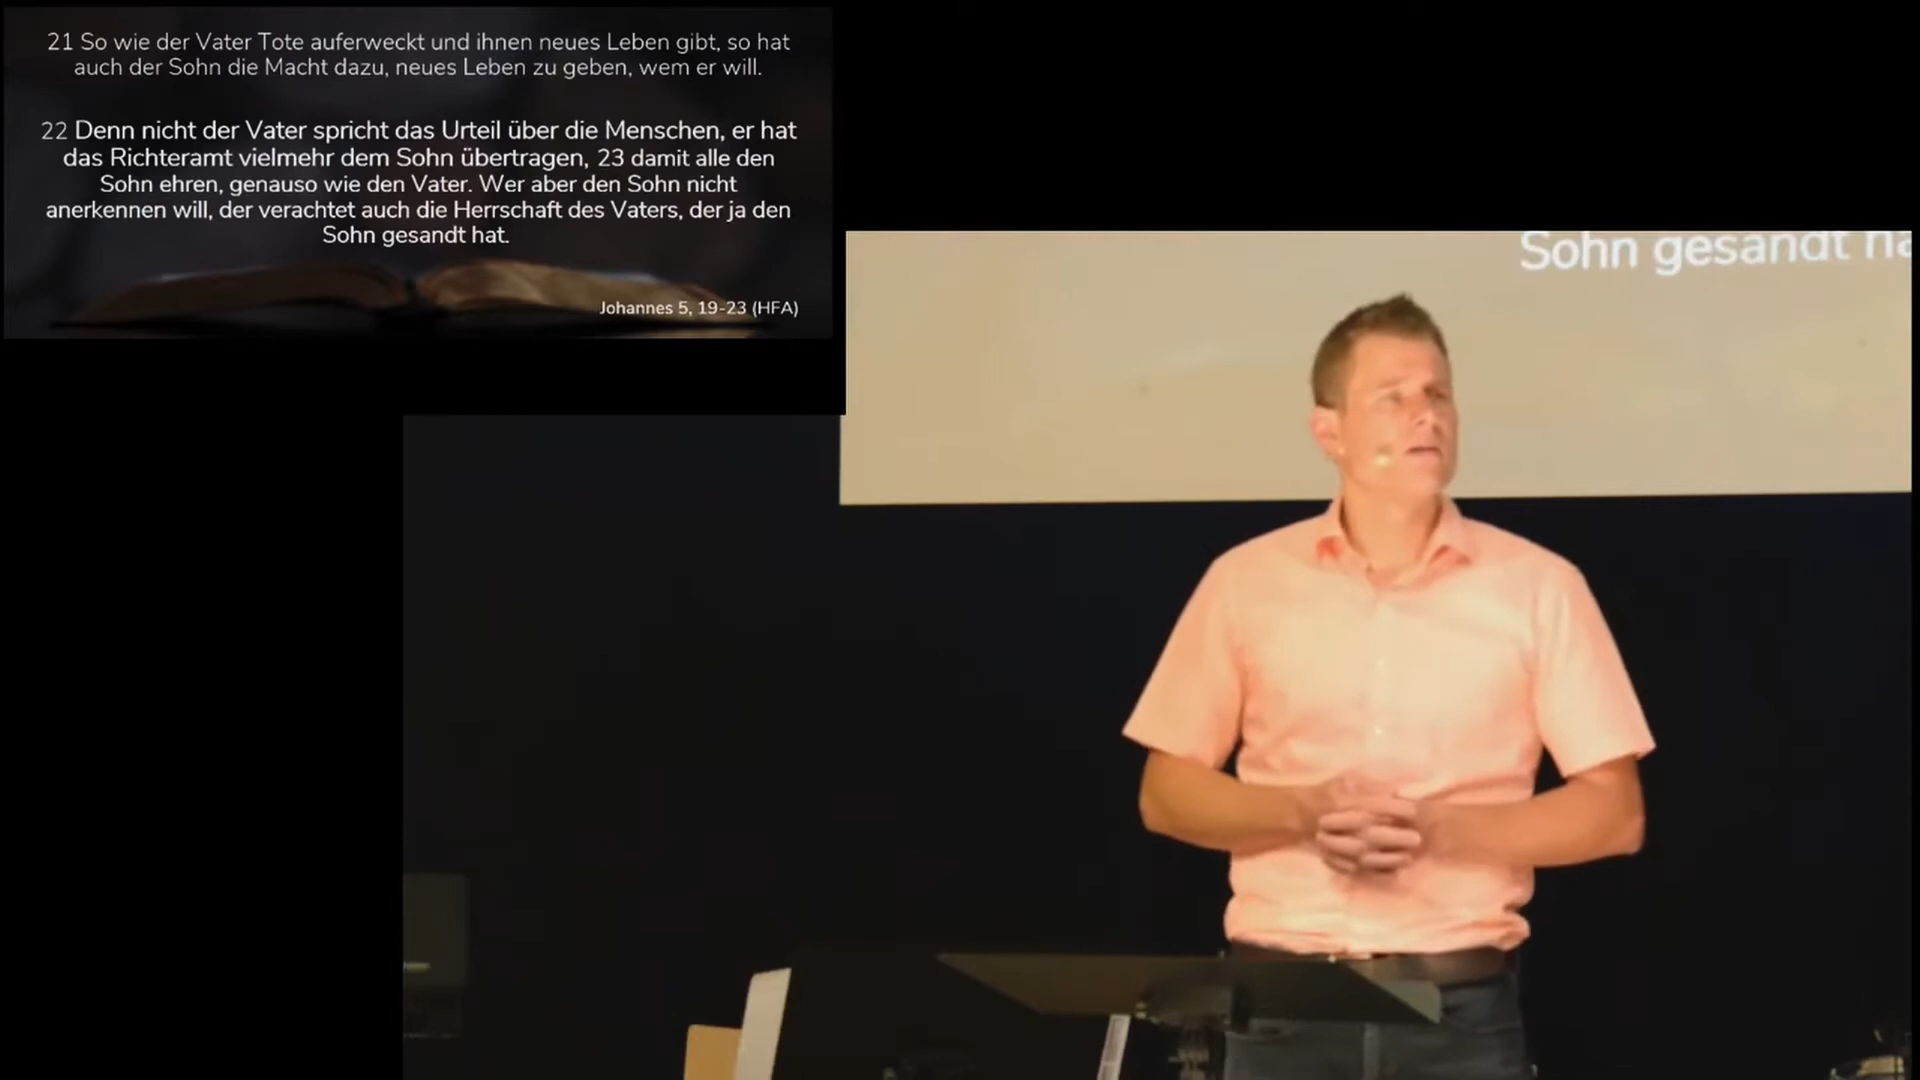 21 So wie der Vater Tote auferweckt und ihnen neues Leben gibt, so hat
auch der Sohn die Macht dazu, neues Leben zu geben, wem er will.
22 Denn nicht der Vater spricht das Urteil über die Menschen, er hat
das Richteramt vielmehr dem Sohn übertragen, 23 damit alle den
Sohn ehren, genauso wie den Vater. Wer aber den Sohn nicht
anerkennen will, der verachtet auch die Herrschaft des Vaters, der ja den
Sohn gesandt hat.
Johannes 5, 19-23 (HFA)
Sohn gesandt